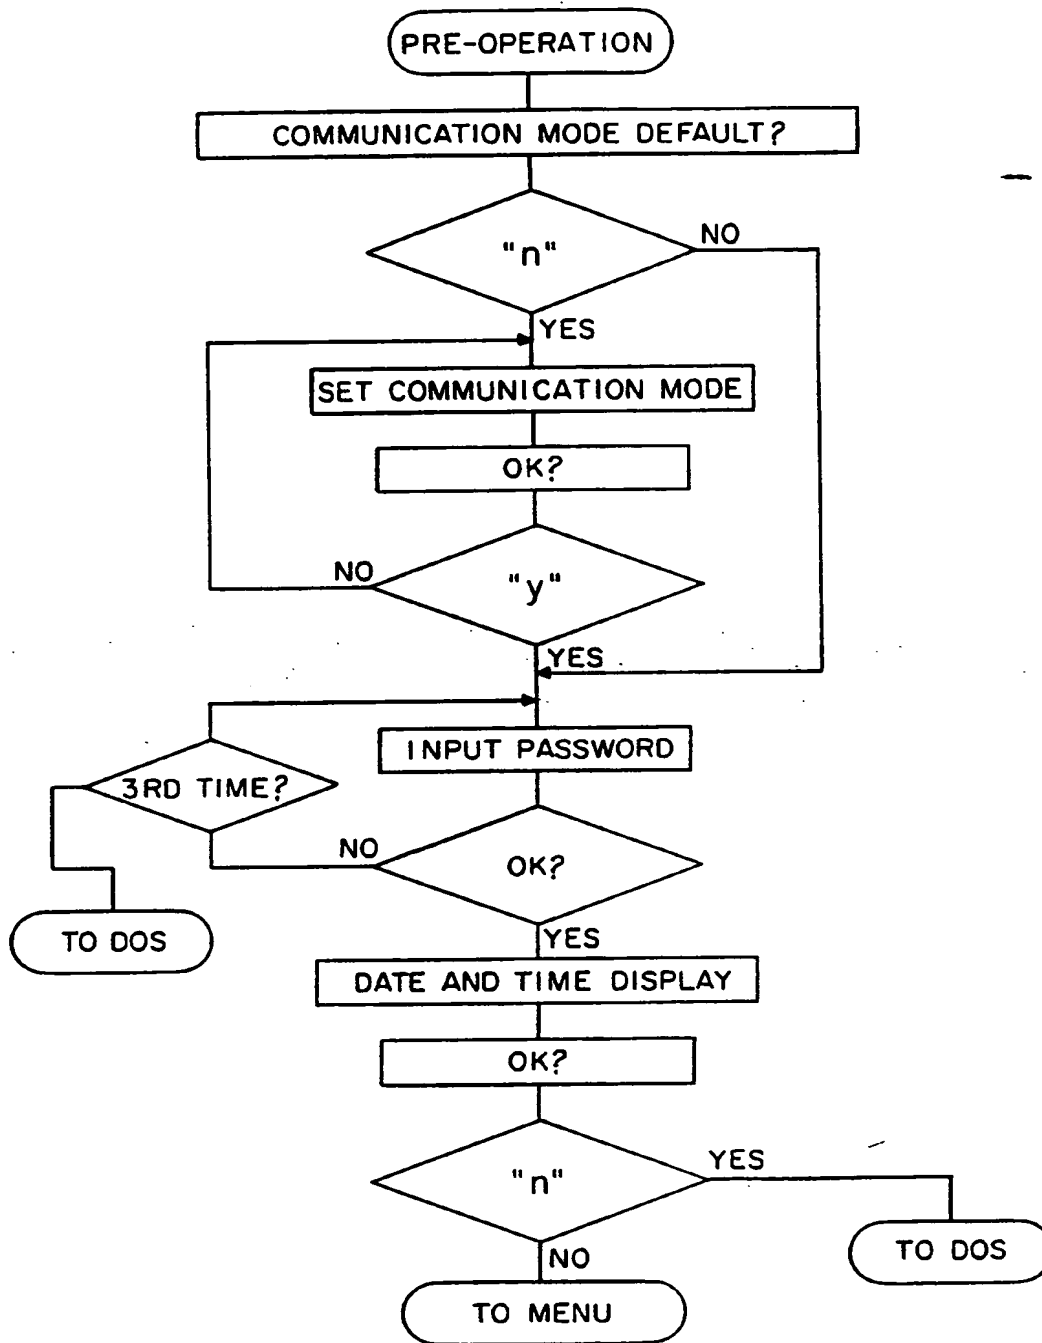 PRE-OPERATION
COMMUNICATION MODE DEFAULT?
"n"
NO
YES
SET COMMUNICATION MODE
OK?
NO
"y"
YES
INPUT PASSWORD
3RD TIME?
NO
OK?
TO DOS
YES
DATE AND TIME DISPLAY
OK?
"n"
YES
TO DOS
NO
TO MENU